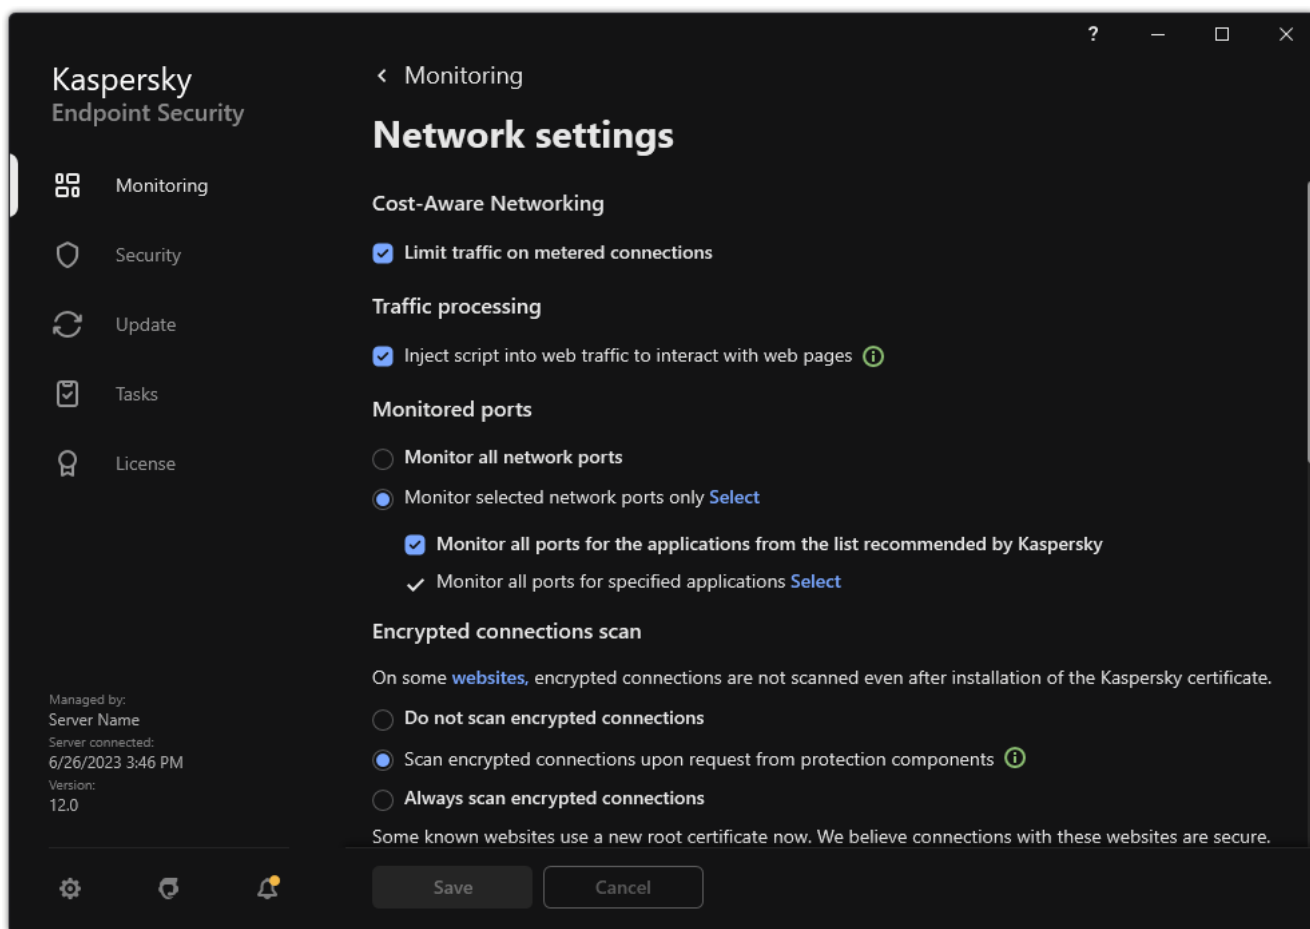 ?
Kaspersky
Endpoint Security
Monitoring
Security
Update
Tasks
License
Managed by:
Server Name
Server connected:
6/26/2023 3:46 PM
Version:
12.0
Monitoring
Network settings
Cost-Aware Networking
Limit traffic on metered connections
Traffic processing
Inject script into web traffic to interact with web pages
Monitored ports
Monitor all network ports
Monitor selected network ports only Select
Monitor all ports for the applications from the list recommended by Kaspersky
Monitor all ports for specified applications Select
Encrypted connections scan
On some websites, encrypted connections are not scanned even after installation of the Kaspersky certificate.
Do not scan encrypted connections
Scan encrypted connections upon request from protection components
Always scan encrypted connections
Some known websites use a new root certificate now. We believe connections with these websites are secure.
Save
Cancel